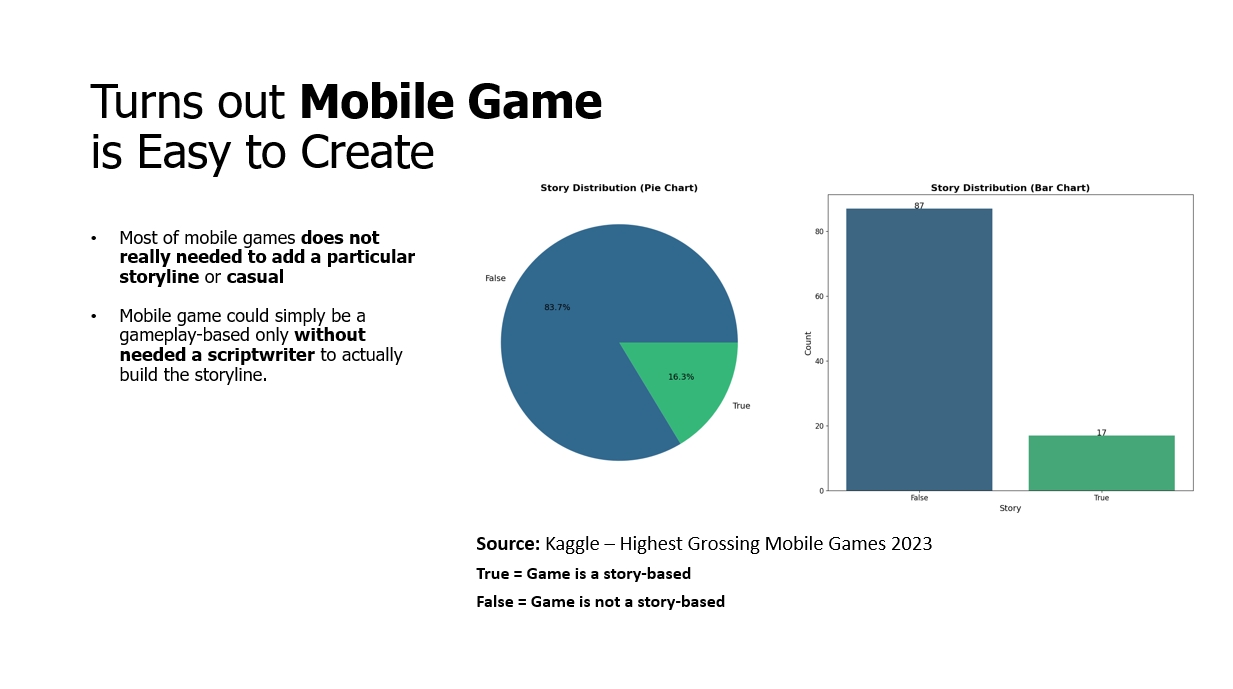 Turns out Mobile Game
is Easy to Create
• Most of mobile games does not
really needed to add a particular
storyline or casual
• Mobile game could simply be a
gameplay-based only without
needed a scriptwriter to actually
build the storyline.
Story Distribution (Pie Chart)
False
83.7%
16.3%
True
Story Distribution (Bar Chart)
87
80
60
40
20
0
Count
17
False
True
Story
Source: Kaggle – Highest Grossing Mobile Games 2023
True = Game is a story-based
False = Game is not a story-based